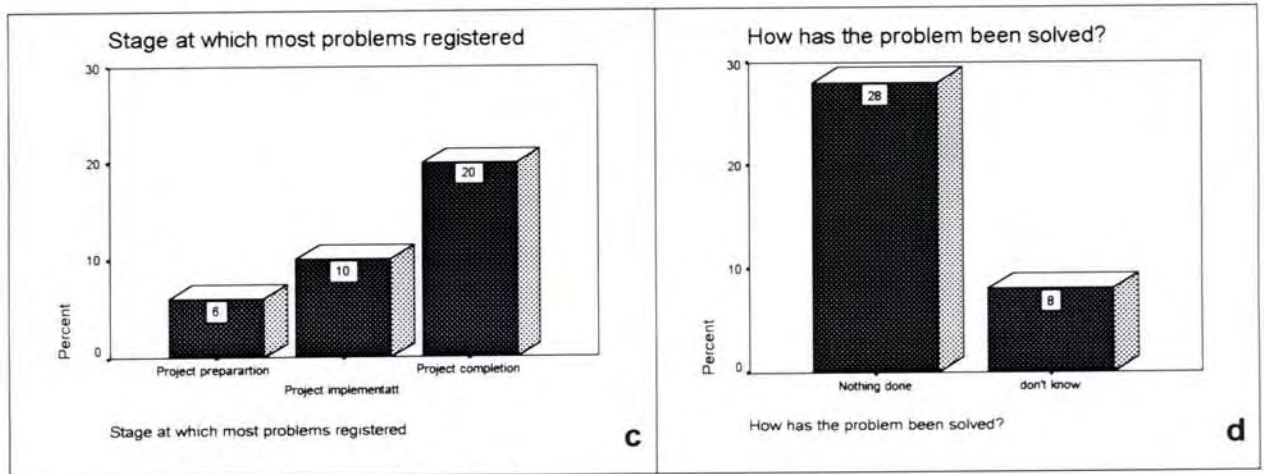 Stage at which most problems registered
30
20
10
0
Percent
6
10
20
Project preparartion
Project implementatt
Project completion
Stage at which most problems registered
c
How has the problem been solved?
30
20
10
0
Percent
28
8
Nothing done
don't know
How has the problem been solved?
d